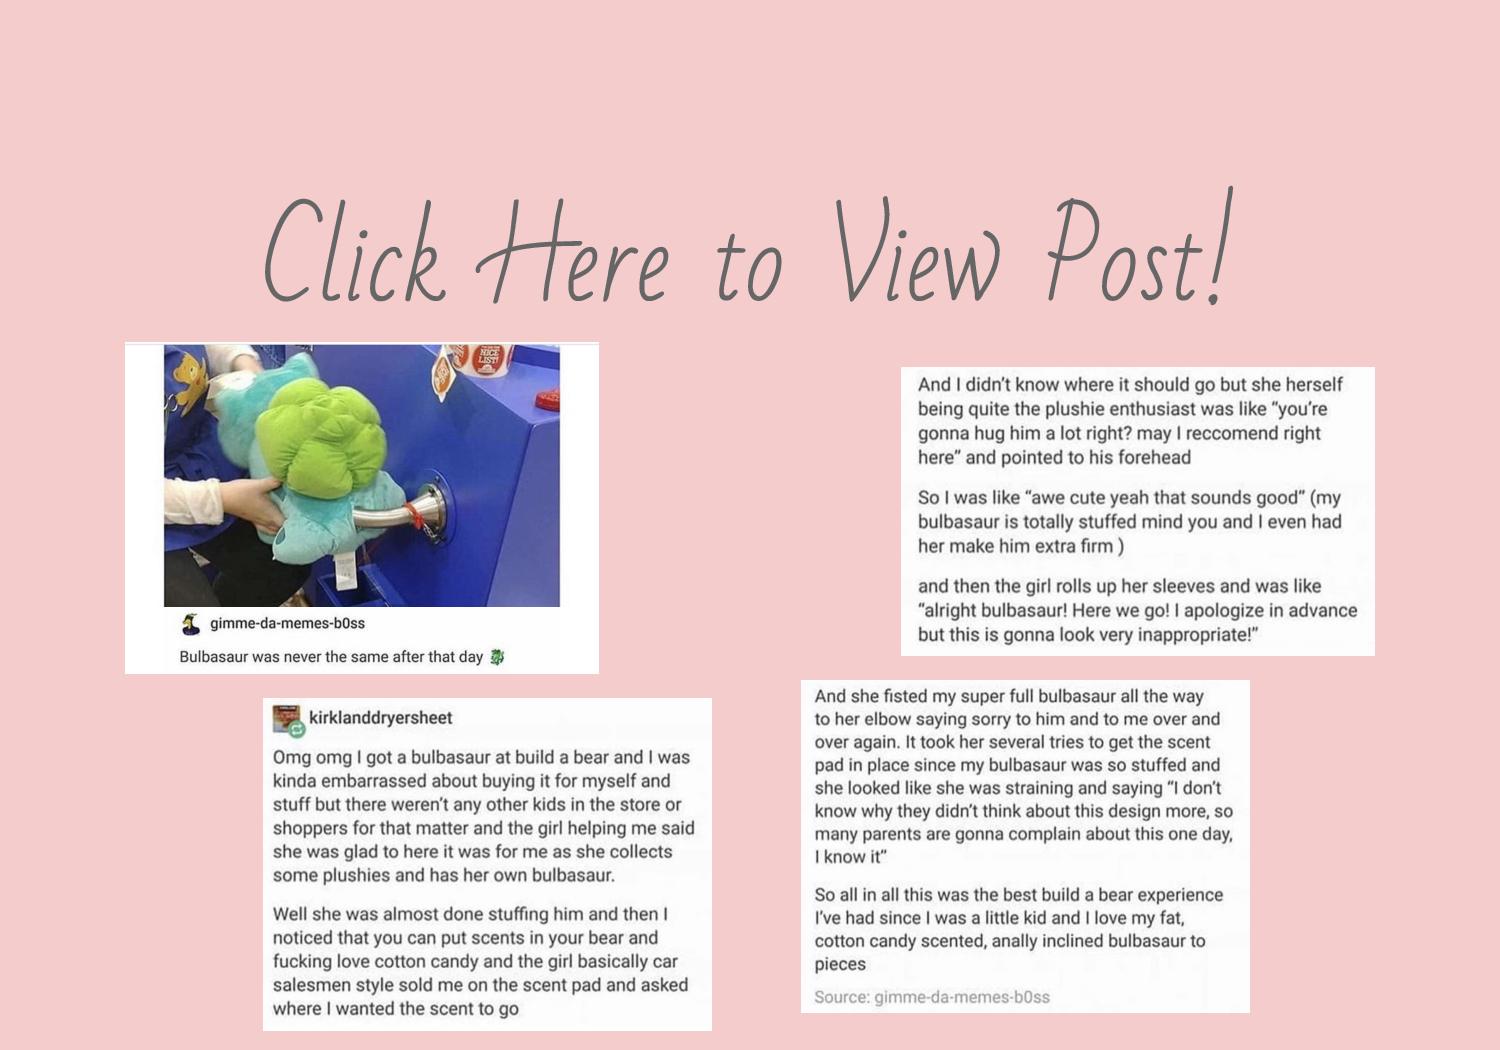 Click Here to View Post!
NICE
LIST!
gimme-da-memes-b0ss
Bulbasaur was never the same after that day
kirklanddryersheet
Omg omg I got a bulbasaur at build a bear and I was
kinda embarrassed about buying it for myself and
stuff but there weren't any other kids in the store or
shoppers for that matter and the girl helping me said
she was glad to here it was for me as she collects
some plushies and has her own bulbasaur.
Well she was almost done stuffing him and then I
noticed that you can put scents in your bear and
fucking love cotton candy and the girl basically car
salesmen style sold me on the scent pad and asked
where I wanted the scent to go
And I didn't know where it should go but she herself
being quite the plushie enthusiast was like "you're
gonna hug him a lot right? may I reccomend right
here" and pointed to his forehead
So I was like "awe cute yeah that sounds good" (my
bulbasaur is totally stuffed mind you and I even had
her make him extra firm )
and then the girl rolls up her sleeves and was like
"alright bulbasaur! Here we go! I apologize in advance
but this is gonna look very inappropriate!"
And she fisted my super full bulbasaur all the way
to her elbow saying sorry to him and to me over and
over again. It took her several tries to get the scent
pad in place since my bulbasaur was so stuffed and
she looked like she was straining and saying "I don't
know why they didn't think about this design more, so
many parents are gonna complain about this one day,
I know it"
So all in all this was the best build a bear experience
I've had since I was a little kid and I love my fat,
cotton candy scented, anally inclined bulbasaur to
pieces
Source: gimme-da-memes-b0ss